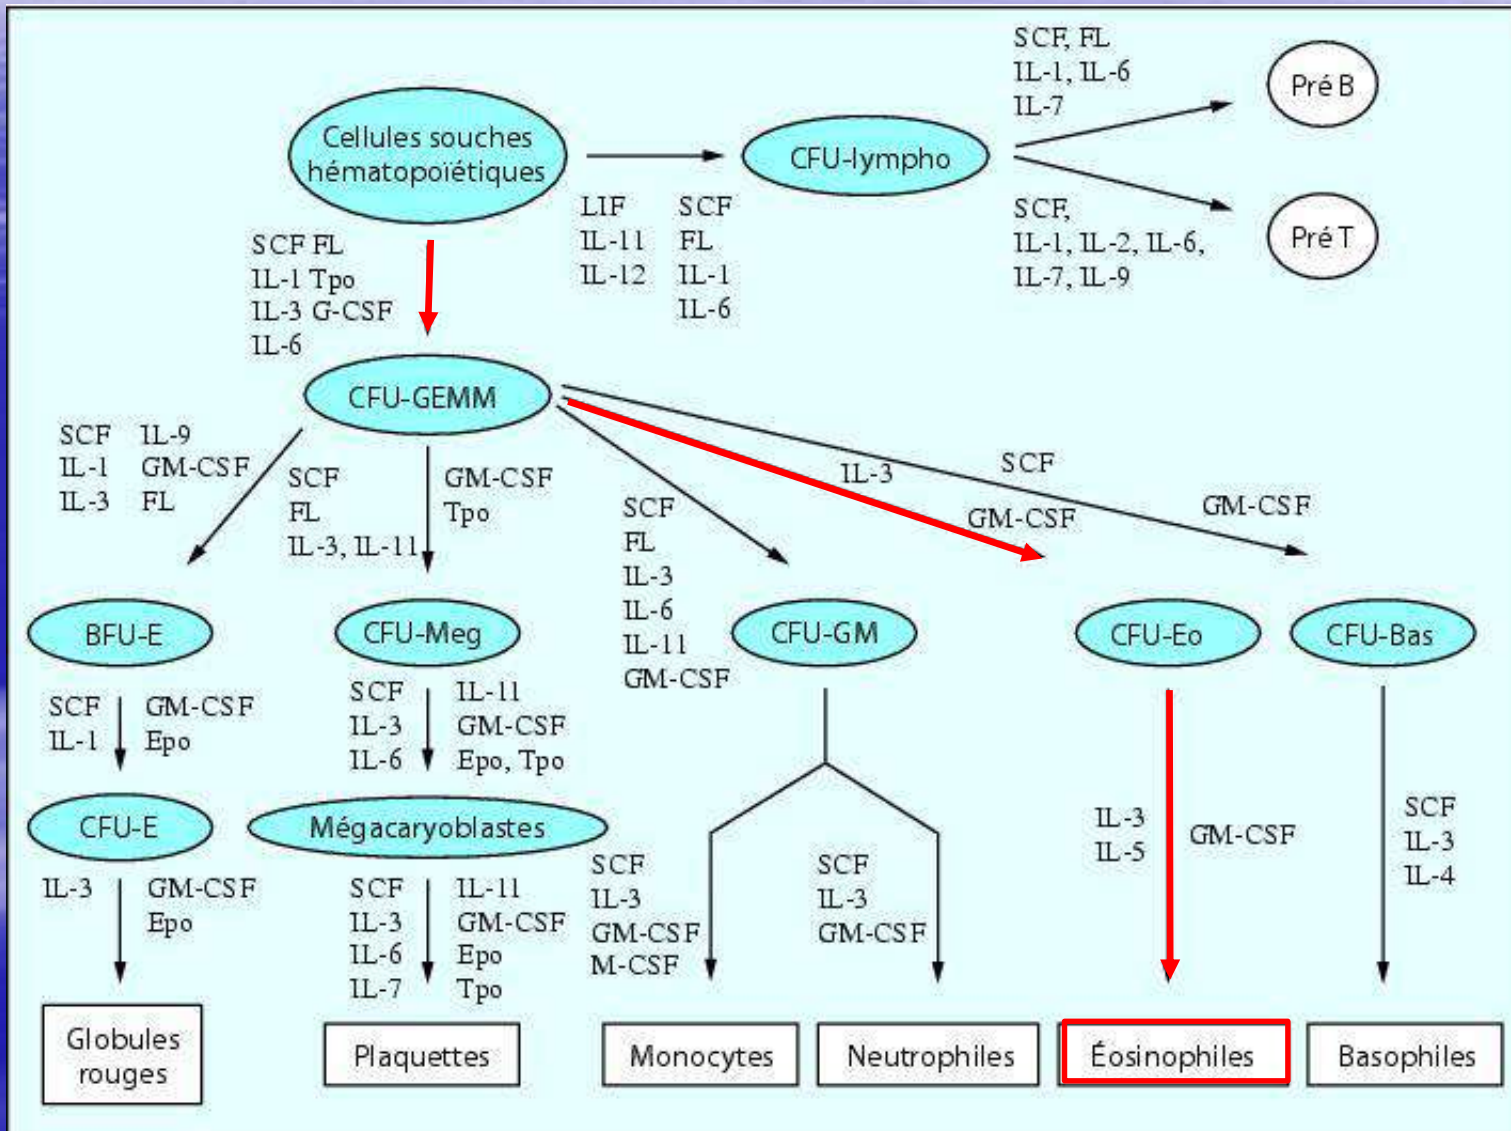 Cellules souches
hématopoïétiques
CFU-lympho
SCF, FL
IL-1, IL-6
IL-7
Pré B
SCF,
IL-1, IL-2, IL-6,
IL-7, IL-9
Pré T
LIF
IL-11
IL-12
SCF
FL
IL-1
IL-6
SCF FL
IL-1 Tpo
IL-3 G-CSF
IL-6
CFU-GEMM
SCF IL-9
IL-1 GM-CSF
IL-3 FL
SCF
FL
IL-3, IL-11
GM-CSF
Tpo
SCF
FL
IL-3
IL-6
IL-11
GM-CSF
IL-3
GM-CSF
SCF
GM-CSF
BFU-E
CFU-Meg
CFU-GM
CFU-Eo
CFU-Bas
SCF
IL-1
GM-CSF
Epo
SCF
IL-3
IL-6
IL-11
GM-CSF
Epo, Tpo
CFU-E
Mégacaryoblastes
IL-3
GM-CSF
Epo
SCF
IL-3
IL-6
IL-7
IL-11
GM-CSF
Epo
Tpo
SCF
IL-3
GM-CSF
M-CSF
SCF
IL-3
GM-CSF
IL-3
IL-5
GM-CSF
SCF
IL-3
IL-4
Globules
rouges
Plaquettes
Monocytes
Neutrophiles
Éosinophiles
Basophiles